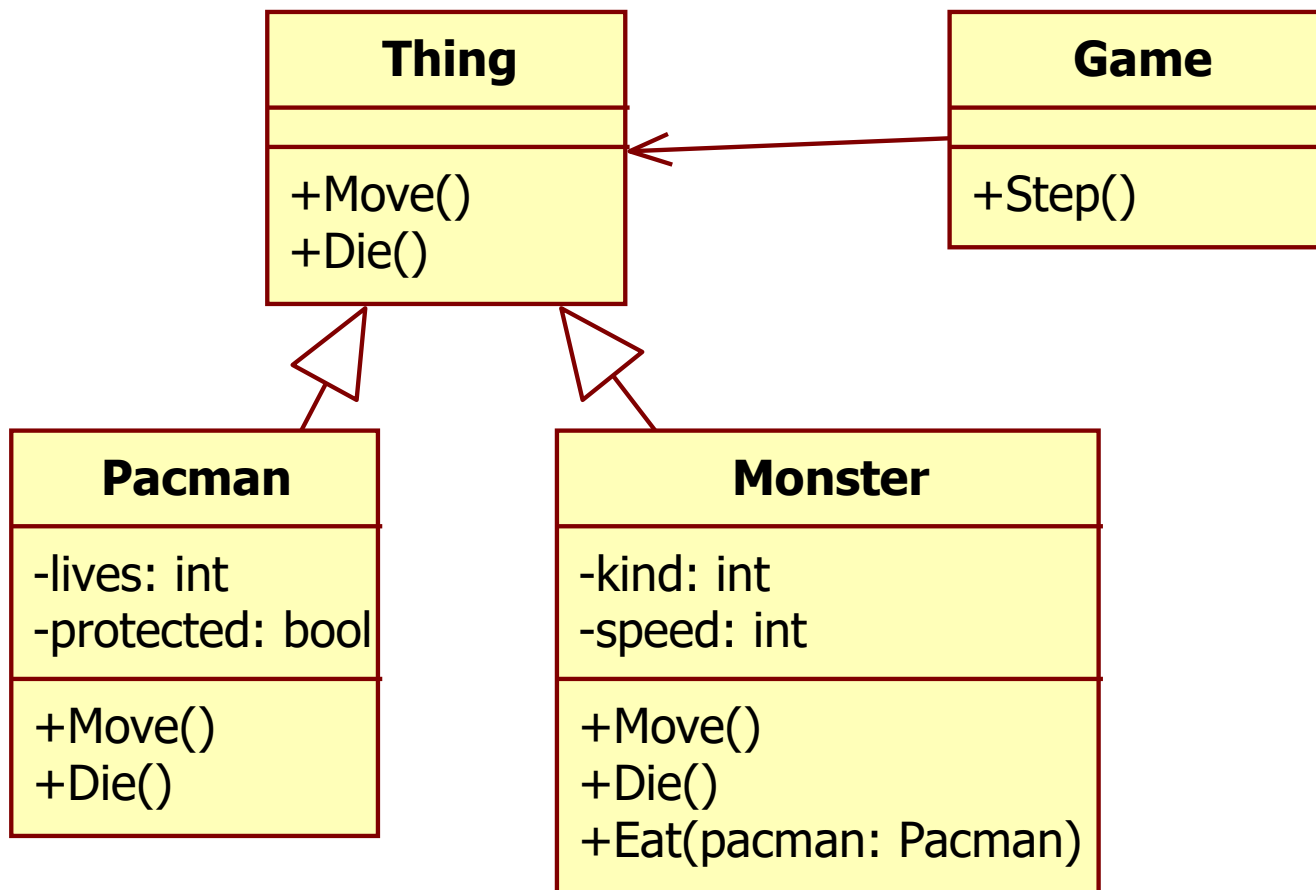 Thing
+Move()
+Die()
Game
+Step()
Pacman
-lives: int
-protected: bool
+Move()
+Die()
Monster
-kind: int
-speed: int
+Move()
+Die()
+Eat(pacman: Pacman)